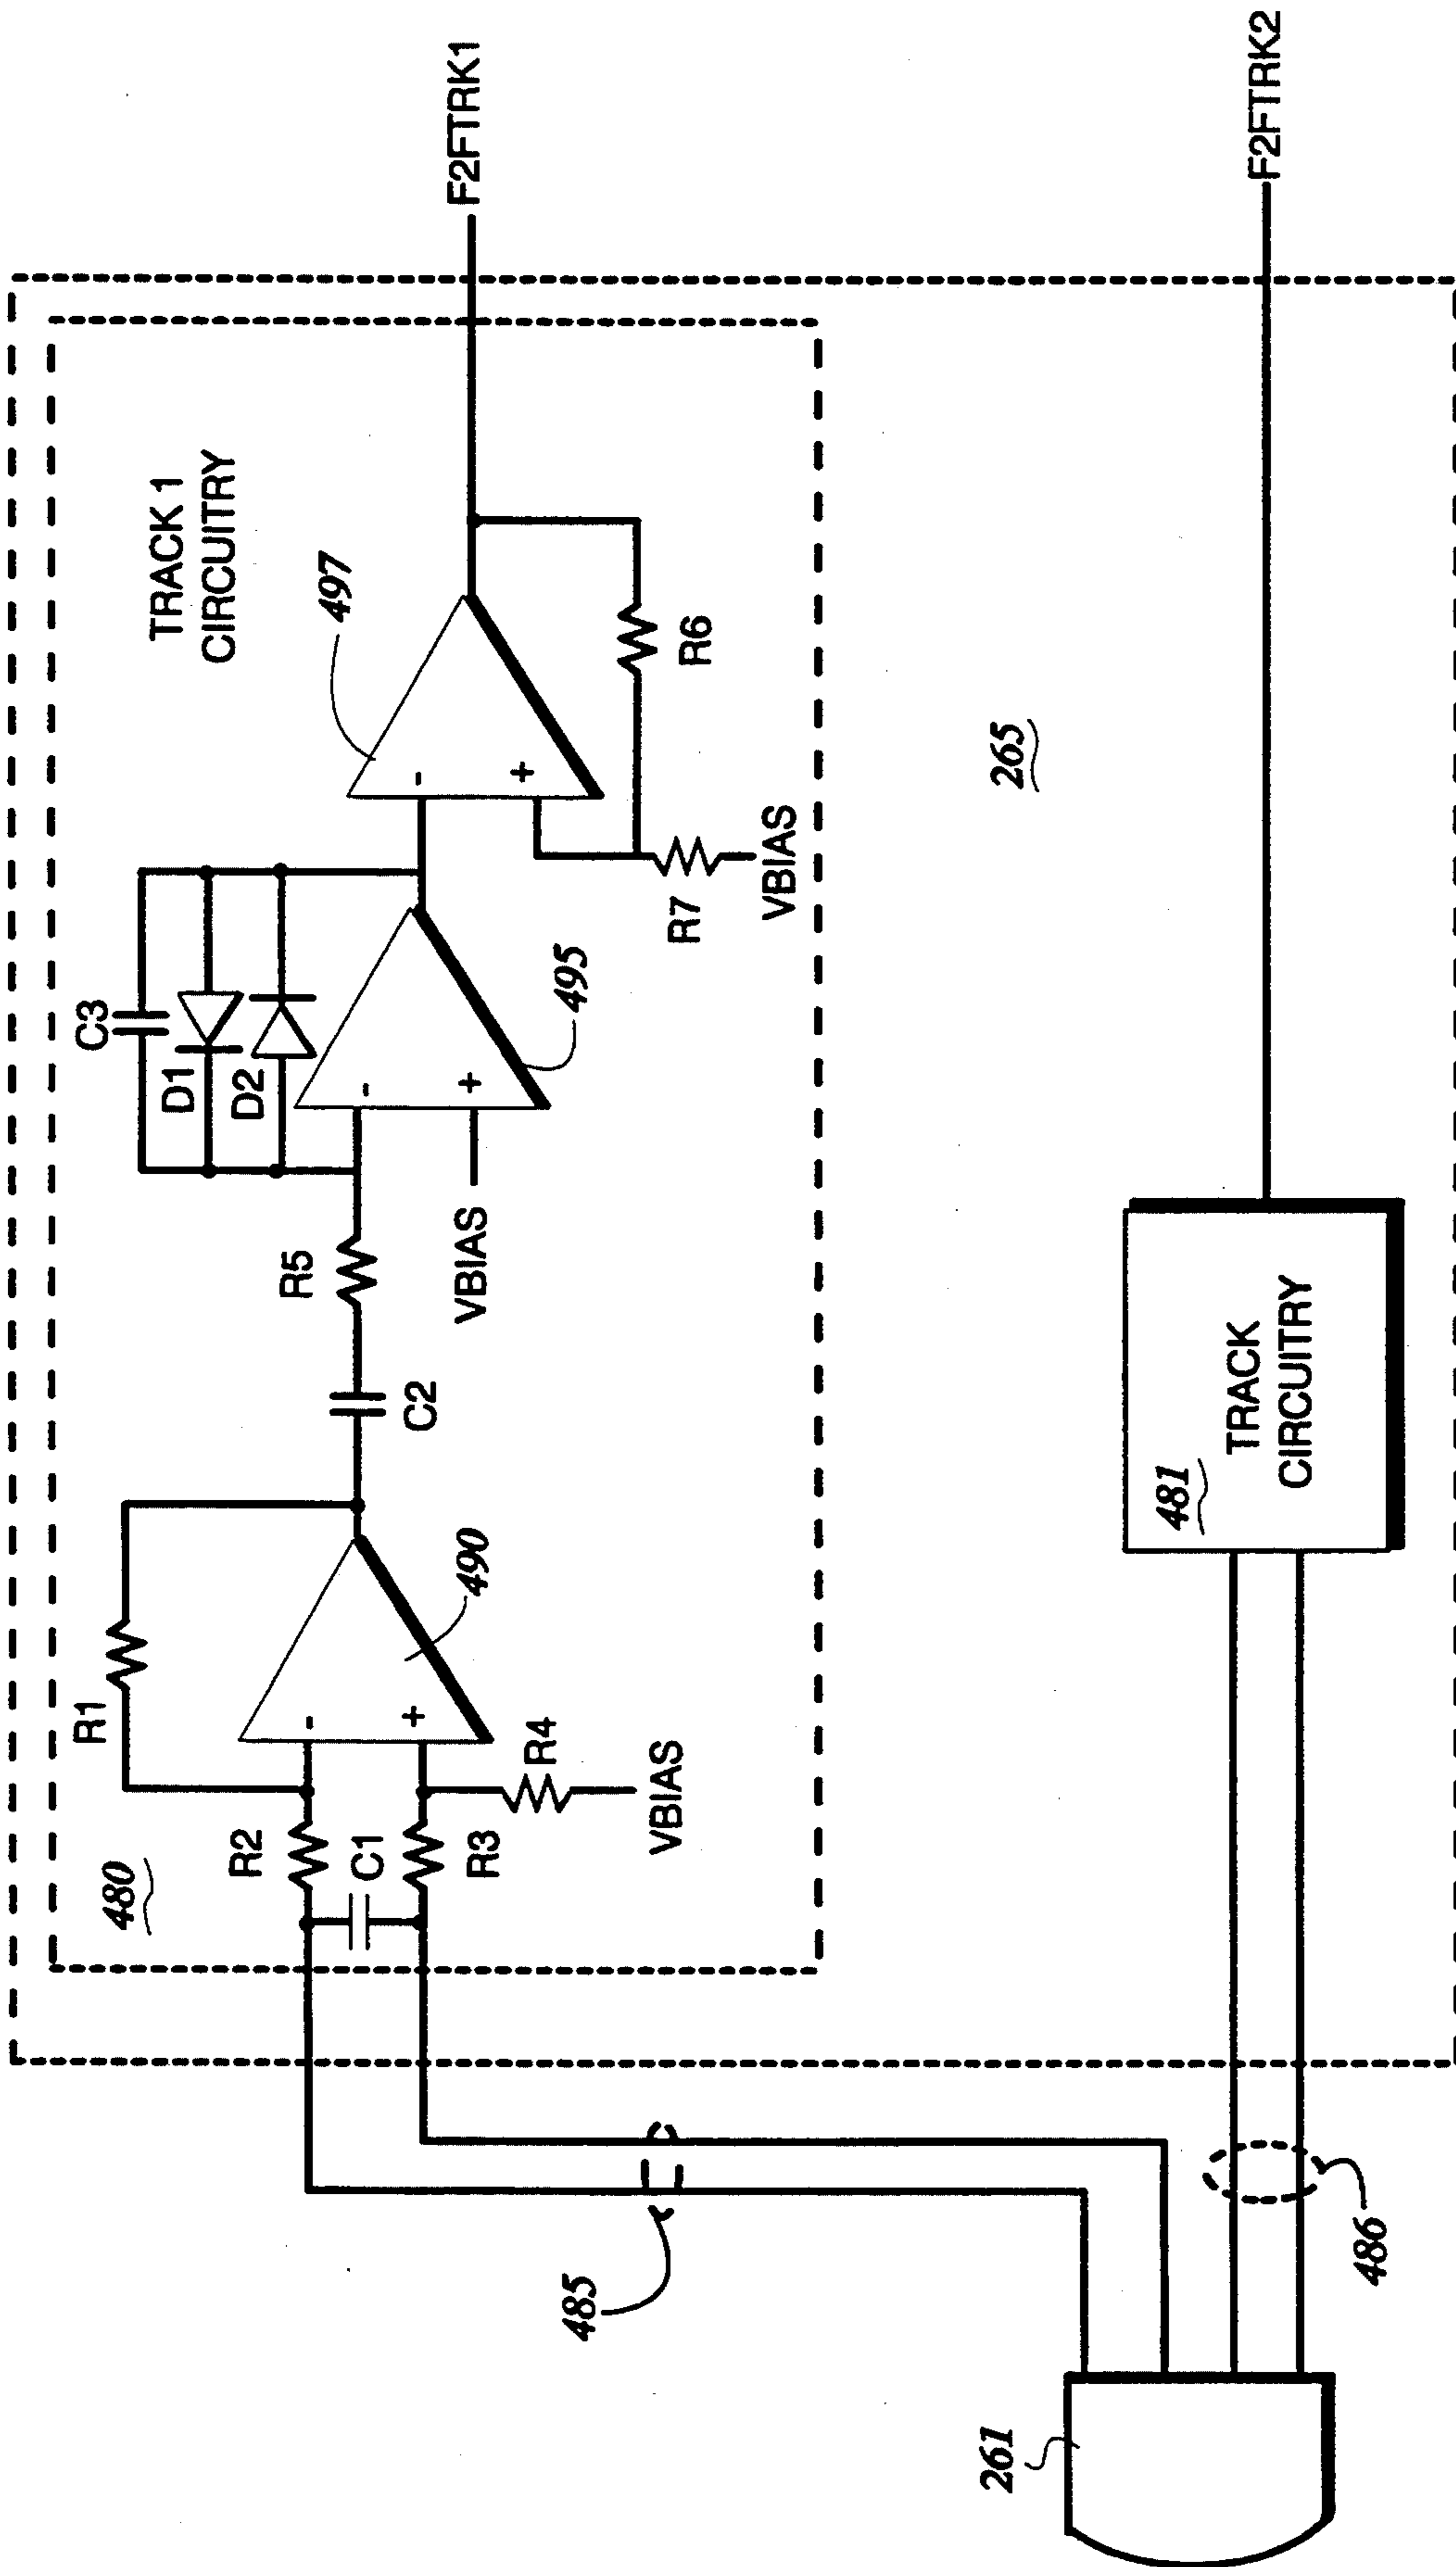 TRACK 1
CIRCUITRY
480
R1
R2
C1
R3
R4
VBIAS
-
+
490
C2
R5
VBIAS
C3
D1
D2
-
+
495
R7
VBIAS
-
+
497
R6
F2FTRK1
265
485
261
486
481
TRACK
CIRCUITRY
F2FTRK2